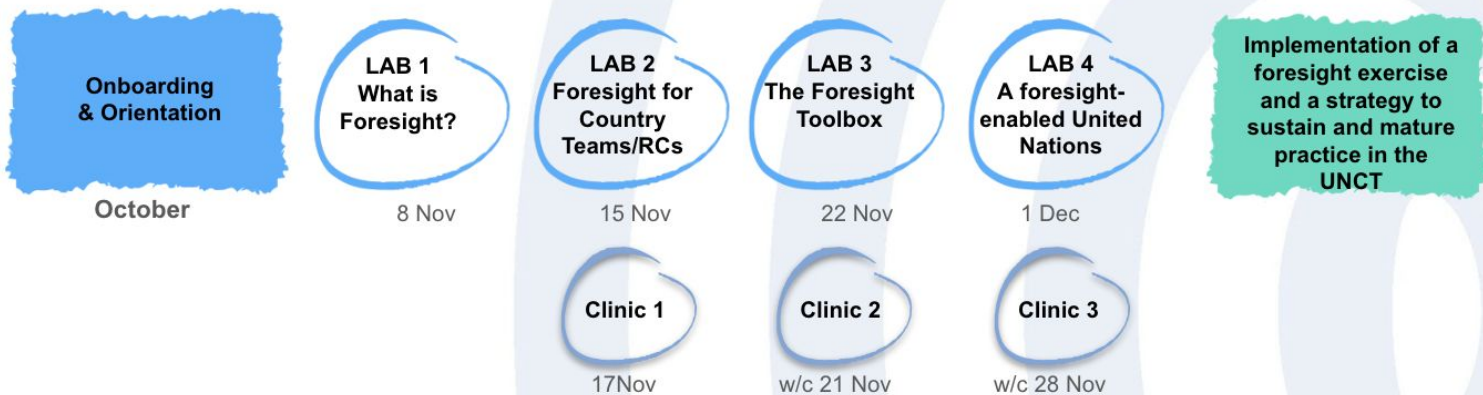 Onboarding
& Orientation
October
LAB 1
What is
Foresight?
8 Nov
LAB 2
Foresight for
Country
Teams/RCs
15 Nov
LAB 3
The Foresight
Toolbox
22 Nov
LAB 4
A foresight-
enabled United
Nations
1 Dec
Implementation of a
foresight exercise
and a strategy to
sustain and mature
practice in the
UNCT
Clinic 1
17Nov
Clinic 2
w/c 21 Nov
Clinic 3
w/c 28 Nov